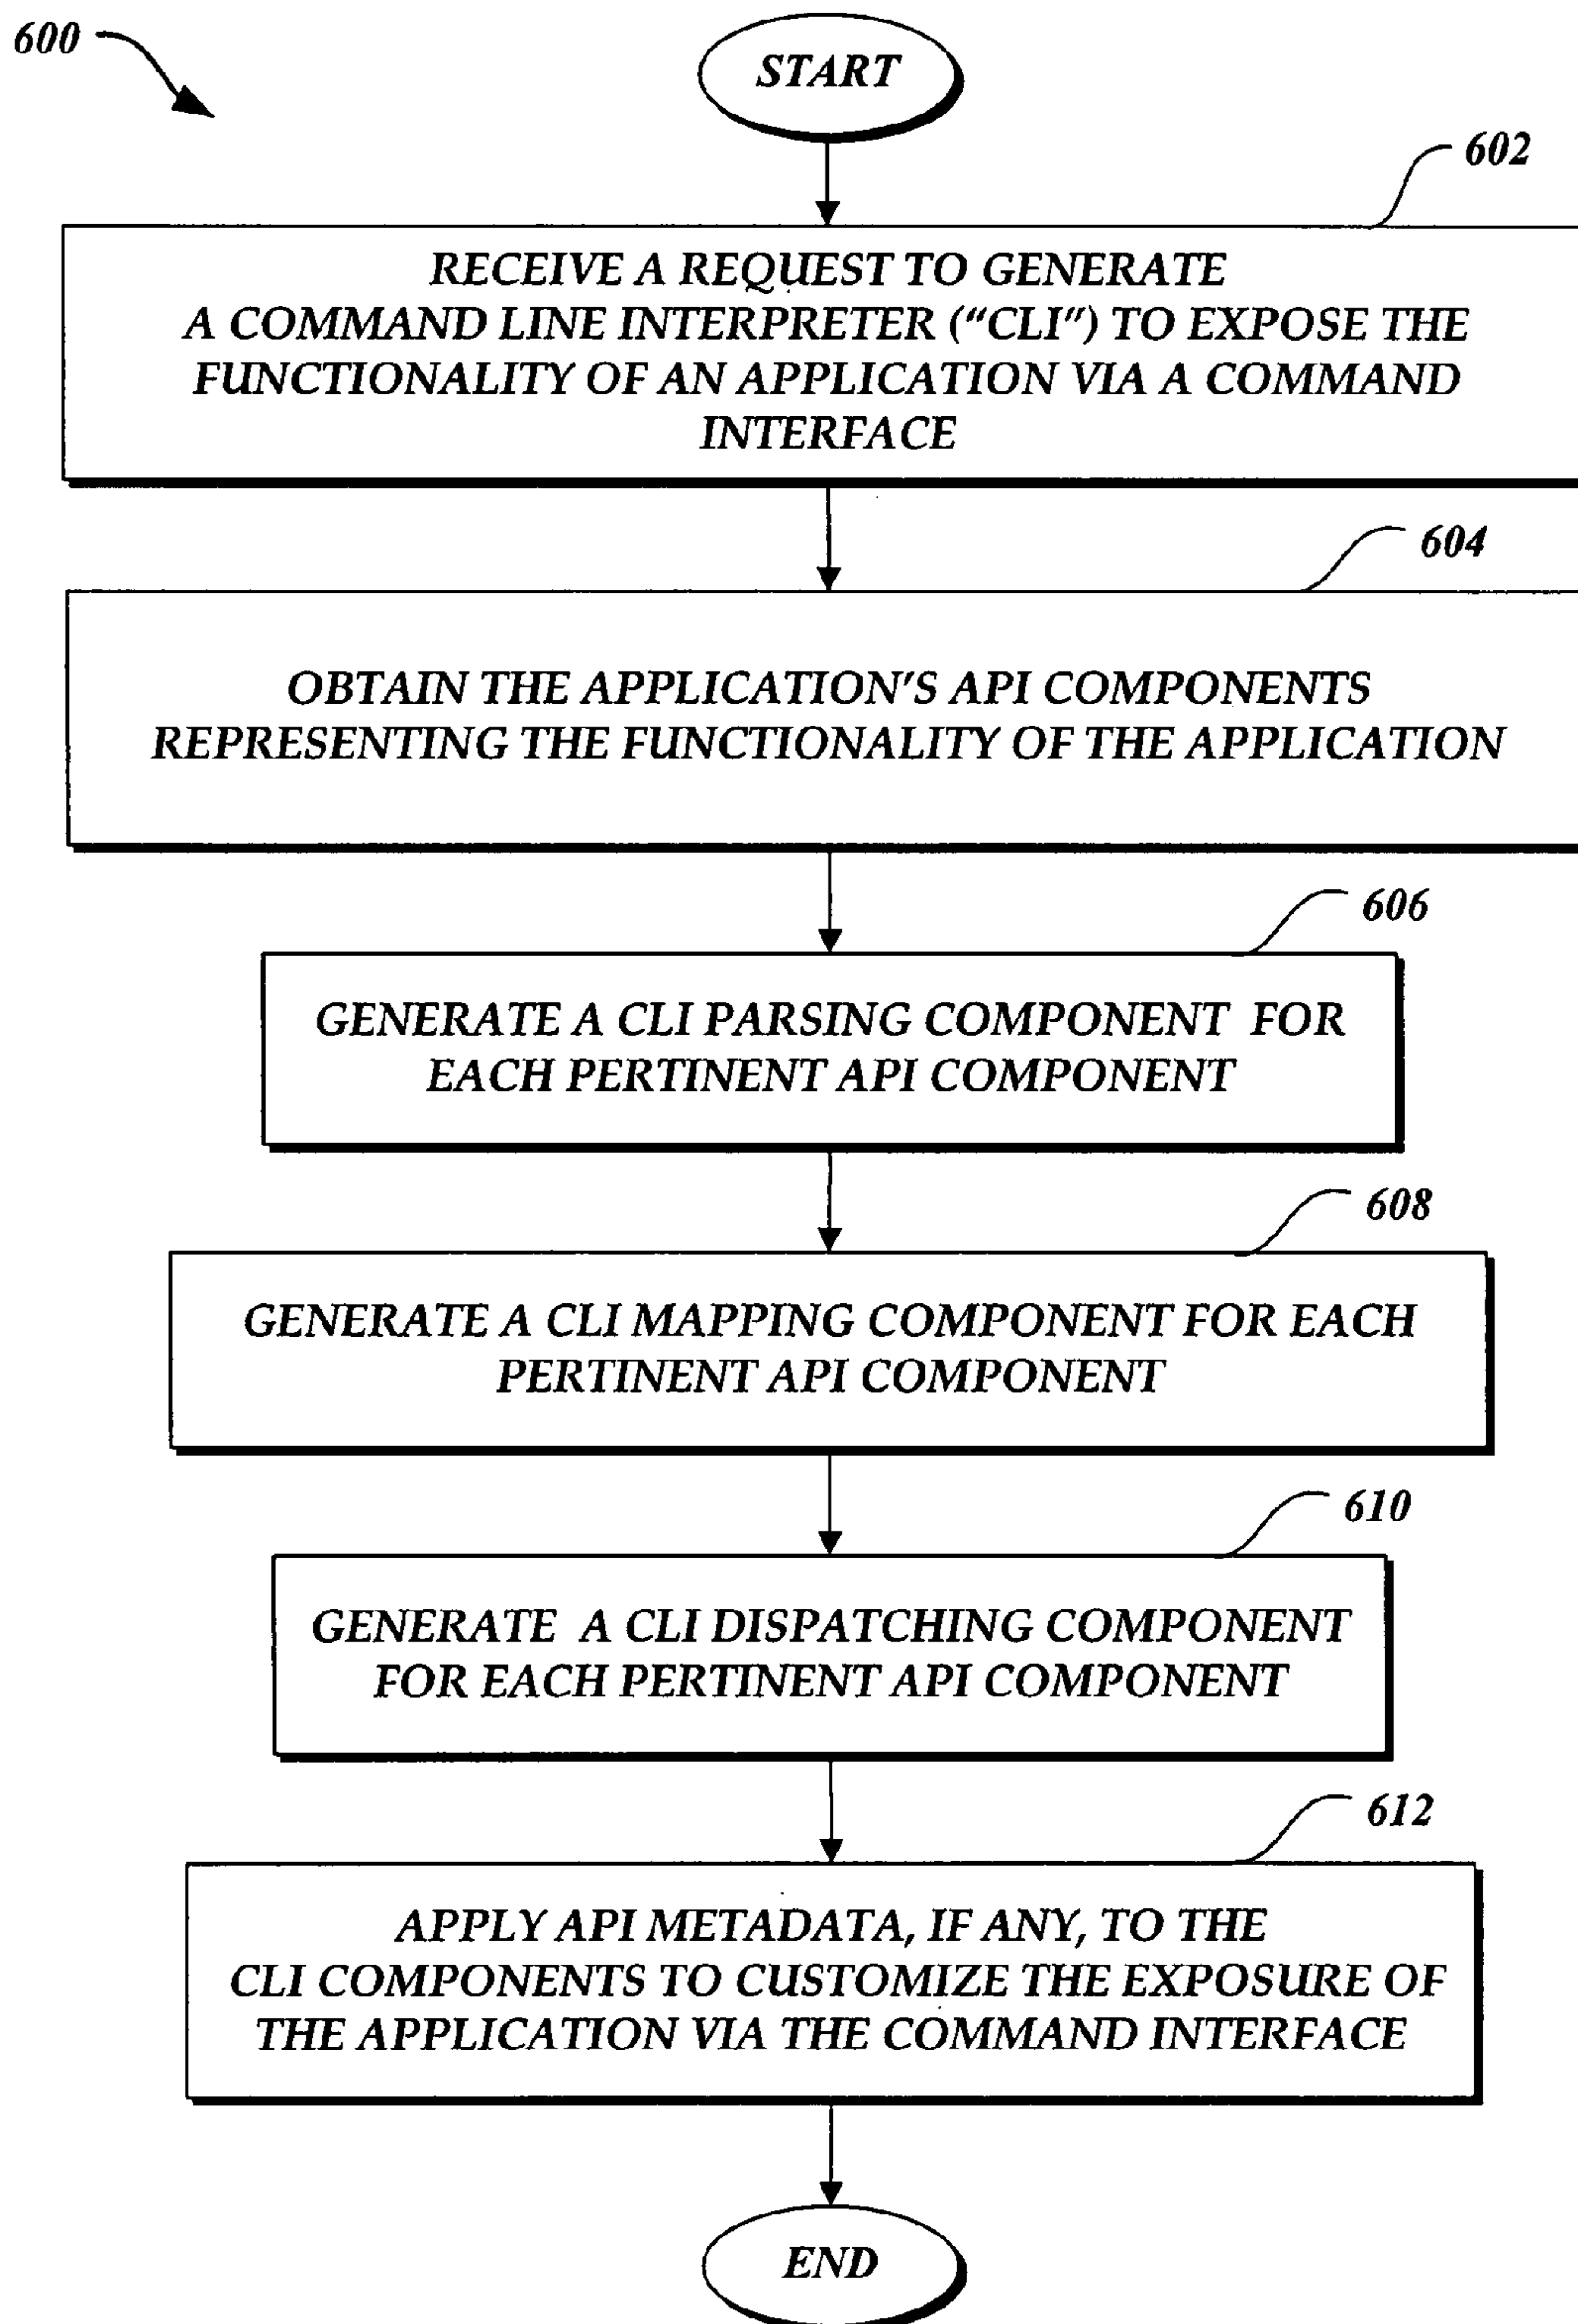 600
START
602
RECEIVE A REQUEST TO GENERATE
A COMMAND LINE INTERPRETER (“CLI”) TO EXPOSE THE
FUNCTIONALITY OF AN APPLICATION VIA A COMMAND
INTERFACE
604
OBTAIN THE APPLICATION'S API COMPONENTS
REPRESENTING THE FUNCTIONALITY OF THE APPLICATION
606
GENERATE A CLI PARSING COMPONENT FOR
EACH PERTINENT API COMPONENT
608
GENERATE A CLI MAPPING COMPONENT FOR EACH
PERTINENT API COMPONENT
610
GENERATE A CLI DISPATCHING COMPONENT
FOR EACH PERTINENT API COMPONENT
612
APPLY API METADATA, IF ANY, TO THE
CLI COMPONENTS TO CUSTOMIZE THE EXPOSURE OF
THE APPLICATION VIA THE COMMAND INTERFACE
END